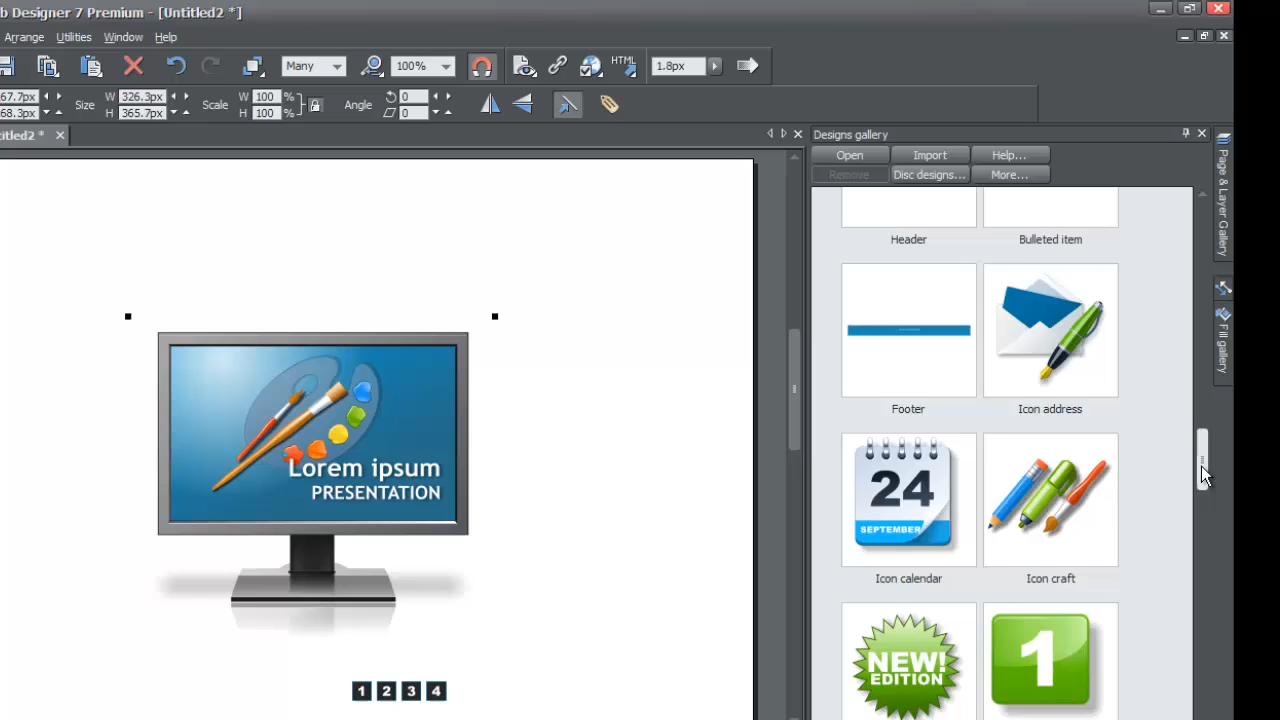 b Designer 7 Premium - [Untitled2 *]
Arrange Utilities Window Help
Many 100% HTML 1.8px
67.7px W 326.3px W 100 % 0
Size Scale Angle
68.3px H 365.7px H 100 % 0
titled2 *
Designs gallery
Open Import Help...
Remove Disc designs... More...
Page & Layer Gallery
Fill gallery
Header Bulleted item
Footer Icon address
24
SEPTEMBER
Icon calendar Icon craft
NEW!
EDITION
1
Lorem ipsum
PRESENTATION
1 2 3 4